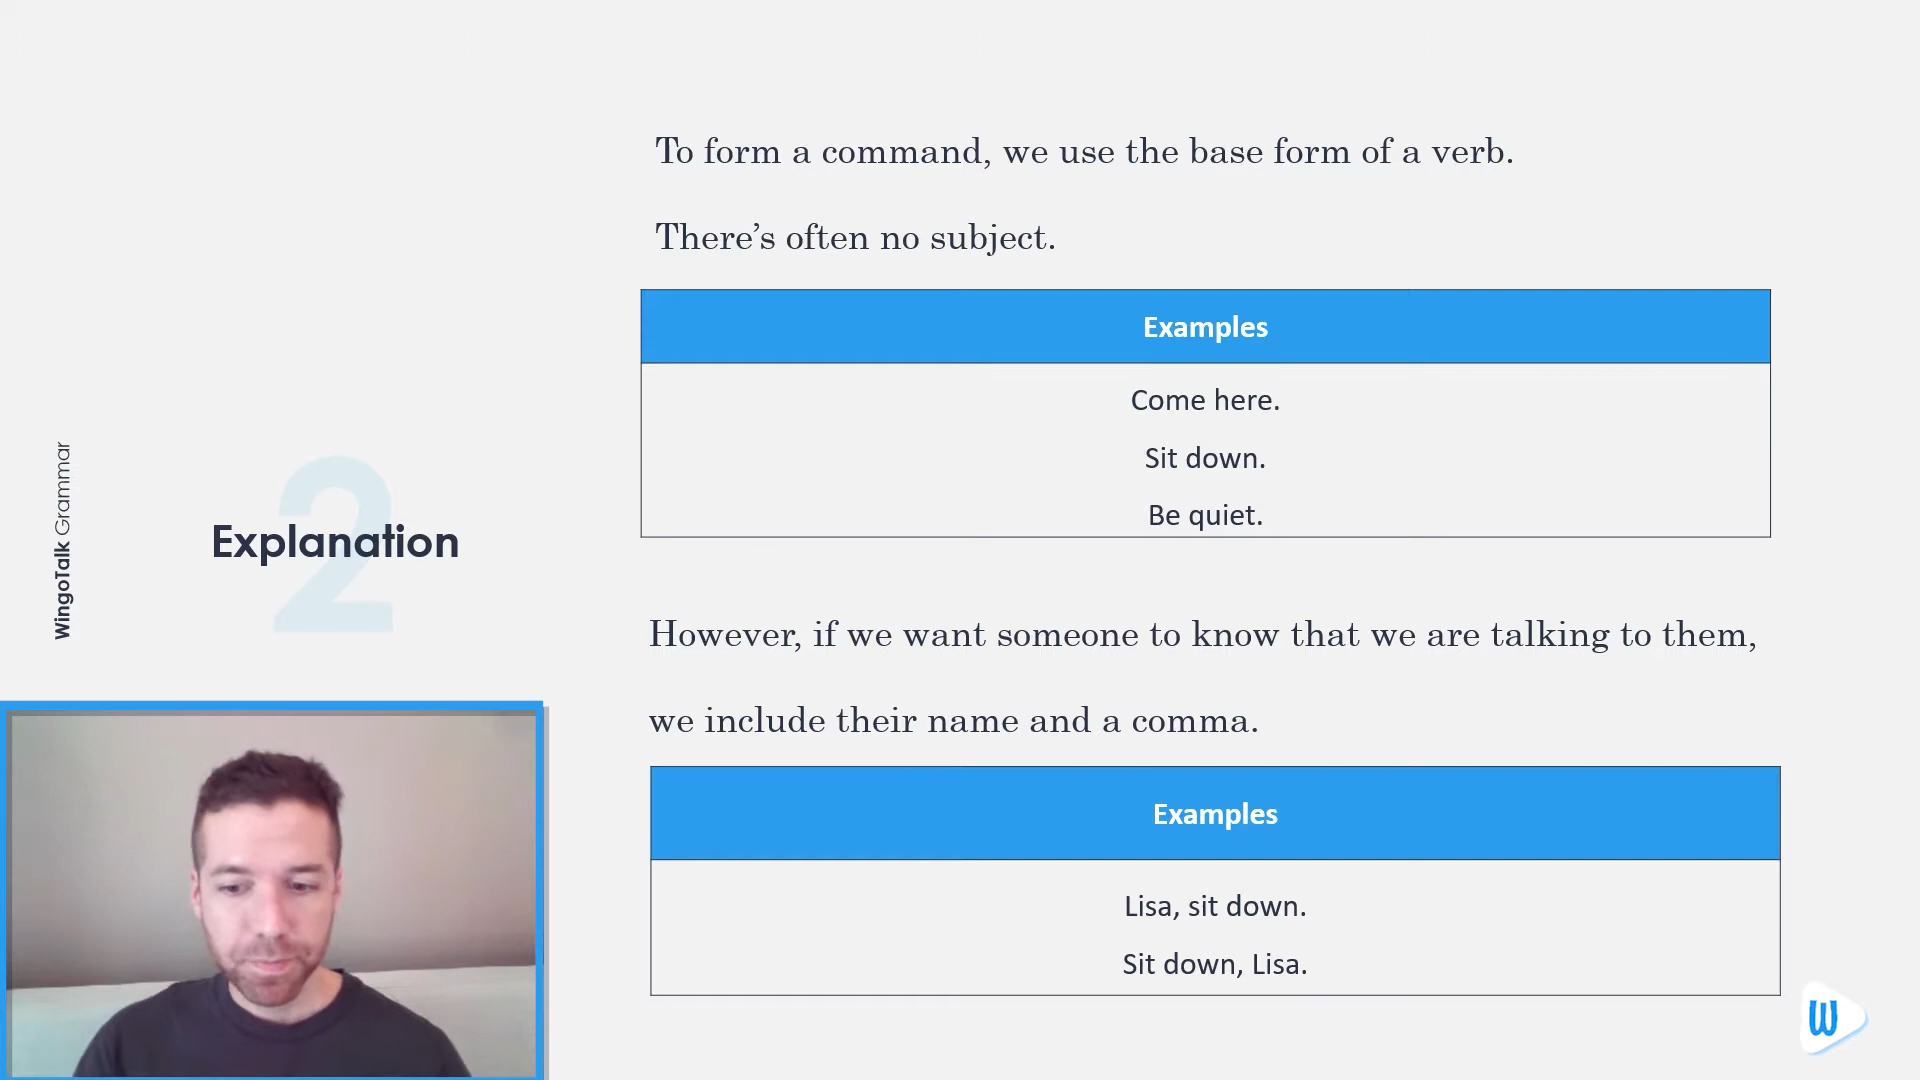 To form a command, we use the base form of a verb.
There’s often no subject.
Examples
Come here.
Sit down.
Be quiet.
WingoTalk Grammar
2
Explanation
However, if we want someone to know that we are talking to them,
we include their name and a comma.
Examples
Lisa, sit down.
Sit down, Lisa.
W